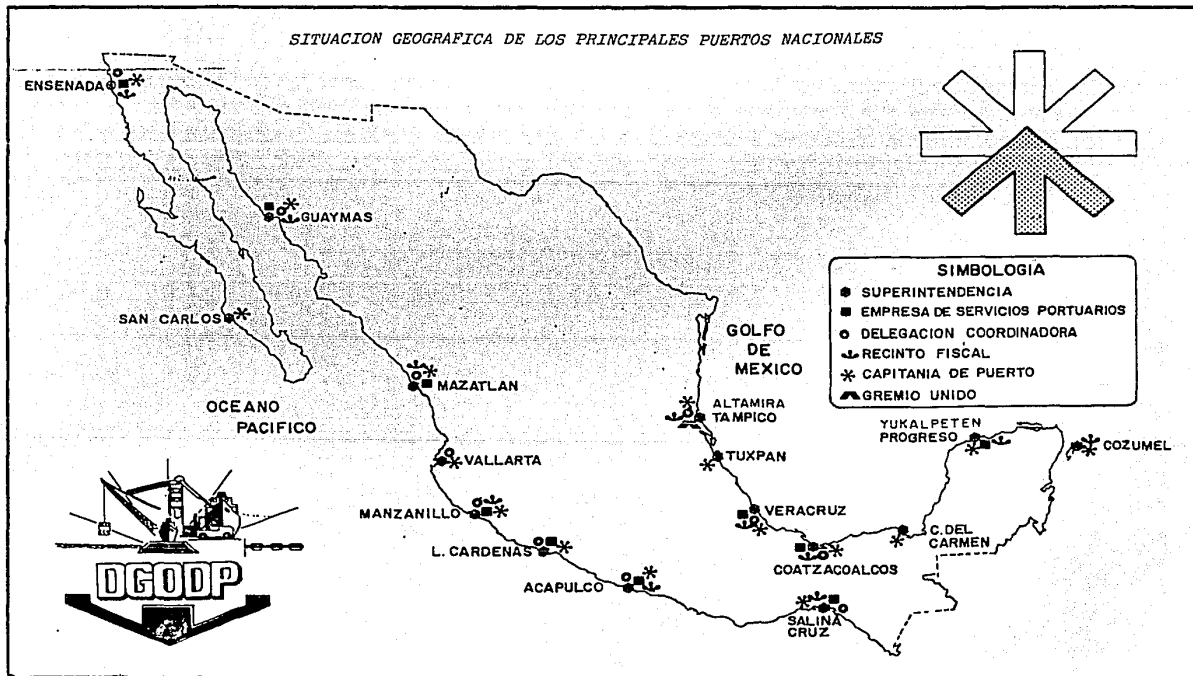 SITUACION GEOGRAFICA DE LOS PRINCIPALES PUERTOS NACIONALES
ENSENADA
GUAYMAS
SAN CARLOS
MAZATLAN
OCEANO
PACIFICO
VALLARTA
MANZANILLO
L. CARDENAS
ACAPULCO
GOLFO
DE
MEXICO
ALTAMIRA
TAMPICO
TUXPAN
VERACRUZ
COATZACOALCOS
SALINA
CRUZ
C. DEL
CARMEN
YUKALPETEN
PROGRESO
COZUMEL
SIMBOLOGIA
SUPERINTENDENCIA
EMPRESA DE SERVICIOS PORTUARIOS
DELEGACION COORDINADORA
RECINTO FISCAL
CAPITANIA DE PUERTO
GREMIO UNIDO
DGODP